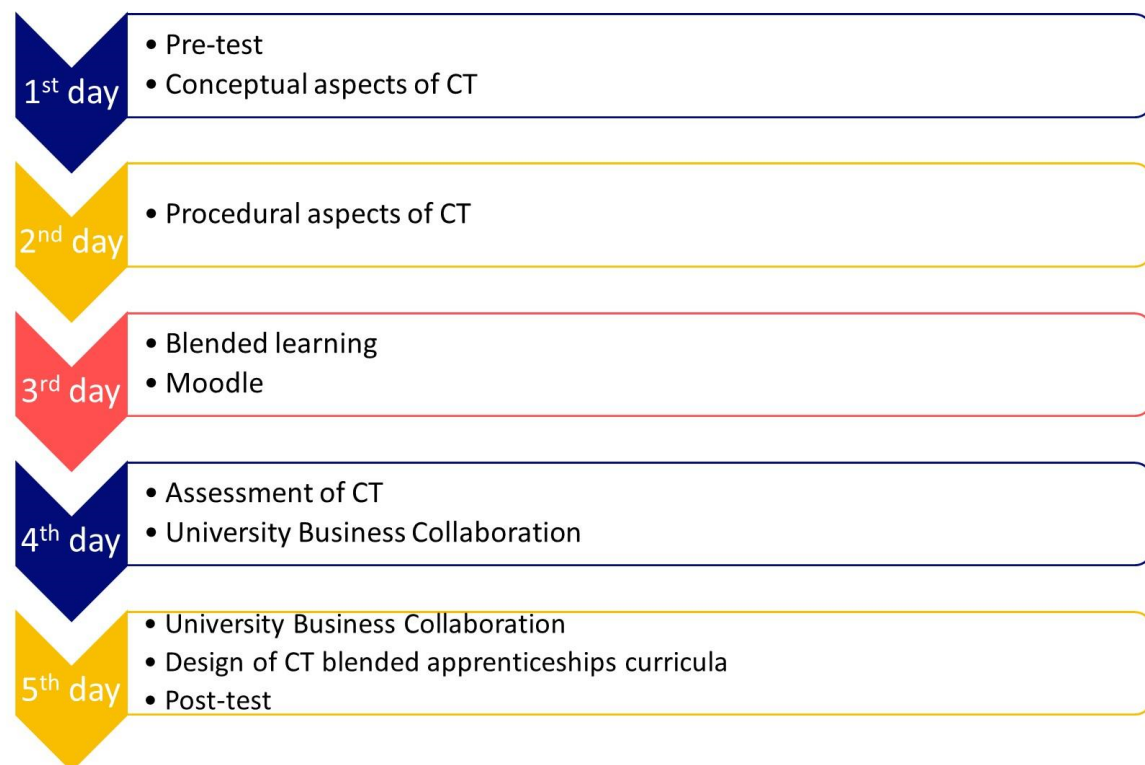 1st day
• Pre-test
• Conceptual aspects of CT
2nd day
• Procedural aspects of CT
3rd day
• Blended learning
• Moodle
4th day
• Assessment of CT
• University Business Collaboration
5th day
• University Business Collaboration
• Design of CT blended apprenticeships curricula
• Post-test